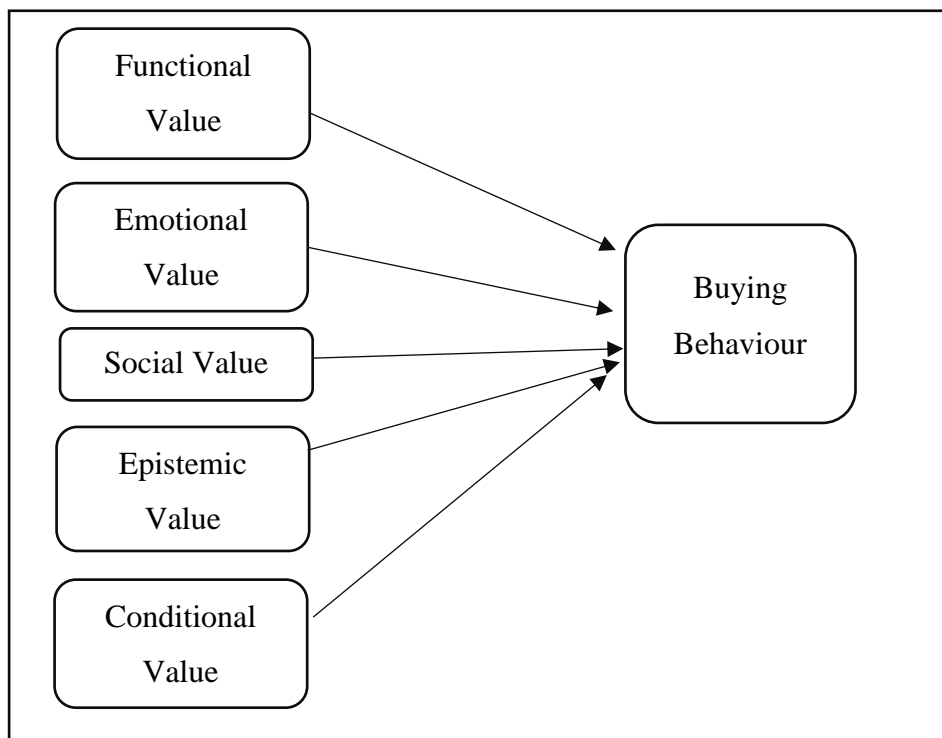 Functional
Value
Emotional
Value
Social Value
Epistemic
Value
Conditional
Value
Buying
Behaviour